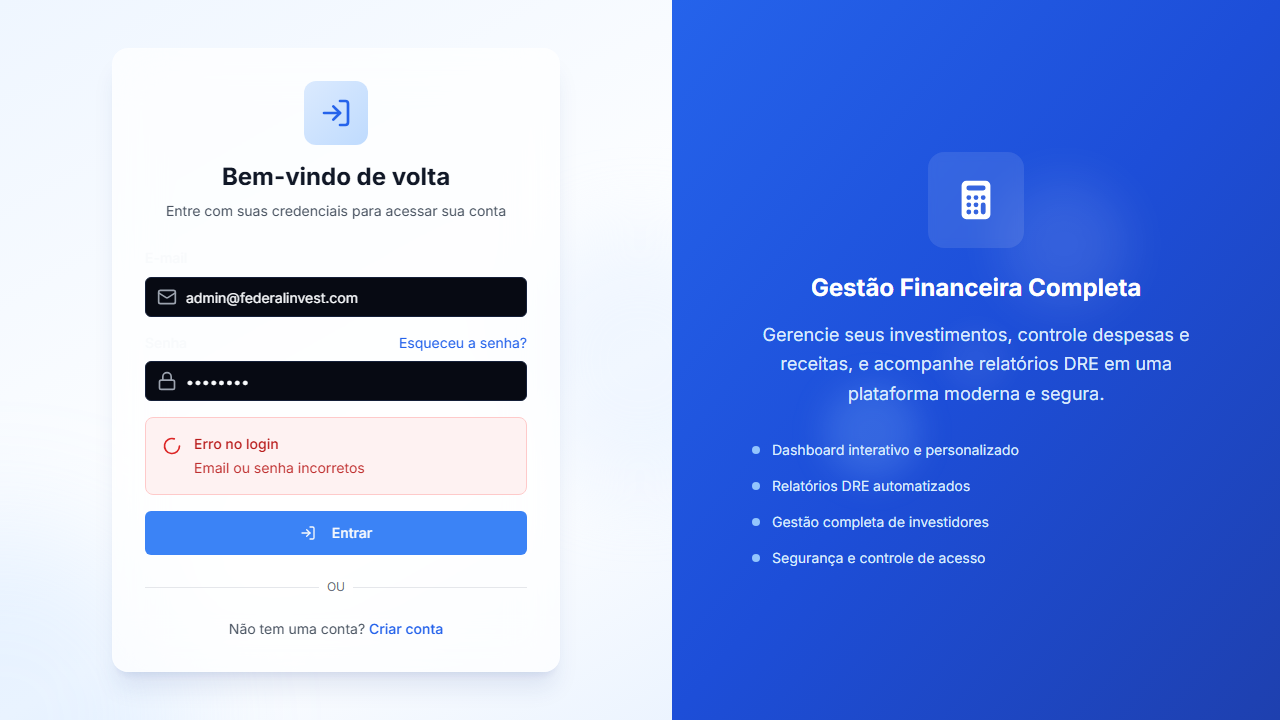 Bem-vindo de volta
Entre com suas credenciais para acessar sua conta
E-mail
admin@federalinvest.com
Senha
Esqueceu a senha?
••••••••
Erro no login
Email ou senha incorretos
Entrar
OU
Não tem uma conta? Criar conta
Gestão Financeira Completa
Gerencie seus investimentos, controle despesas e
receitas, e acompanhe relatórios DRE em uma
plataforma moderna e segura.
Dashboard interativo e personalizado
Relatórios DRE automatizados
Gestão completa de investidores
Segurança e controle de acesso